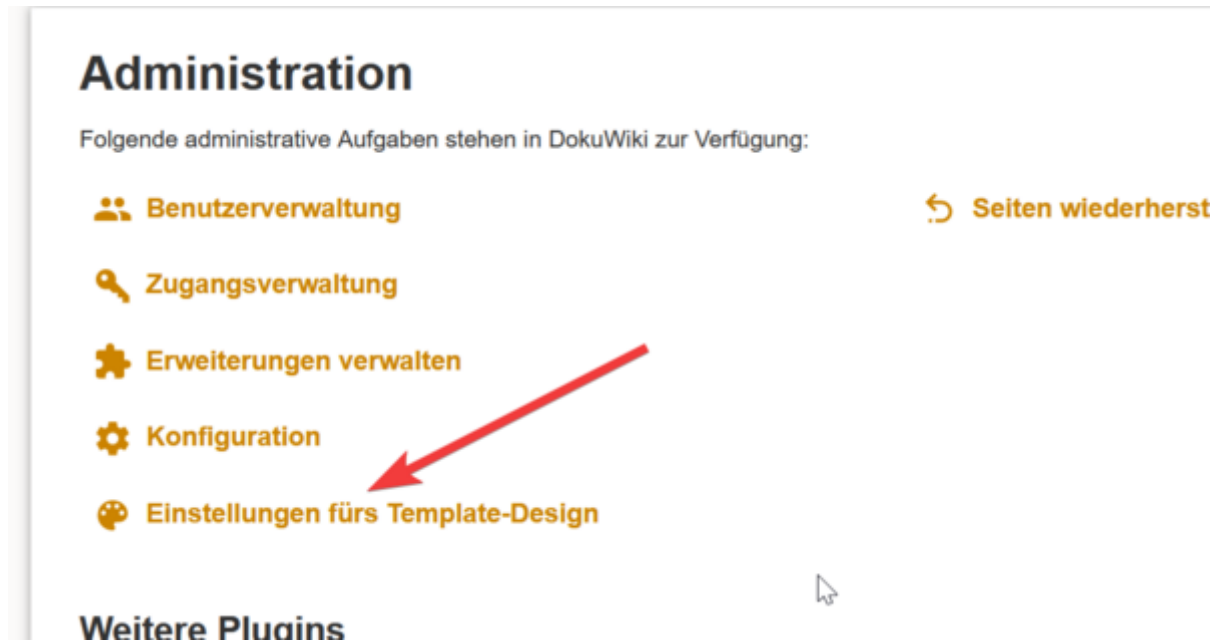 Administration
Folgende administrative Aufgaben stehen in DokuWiki zur Verfügung:
Benutzerverwaltung
Seiten wiederherst
Zugangsverwaltung
Erweiterungen verwalten
Konfiguration
Einstellungen fürs Template-Design
Weitere Plugins